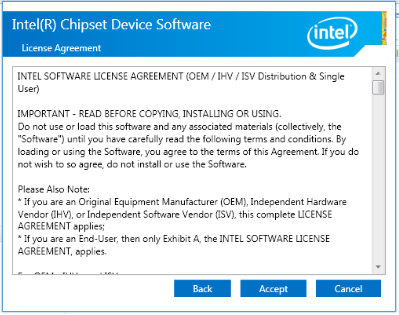 Intel(R) Chipset Device Software
License Agreement
intel
INTEL SOFTWARE LICENSE AGREEMENT (OEM / IHV / ISV Distribution & Single
User)
IMPORTANT - READ BEFORE COPYING, INSTALLING OR USING.
Do not use or load this software and any associated materials (collectively, the
"Software") until you have carefully read the following terms and conditions. By
loading or using the Software, you agree to the terms of this Agreement. If you do
not wish to so agree, do not install or use the Software.
Please Also Note:
* If you are an Original Equipment Manufacturer (OEM), Independent Hardware
Vendor (IHV), or Independent Software Vendor (ISV), this complete LICENSE
AGREEMENT applies;
* If you are an End-User, then only Exhibit A, the INTEL SOFTWARE LICENSE
AGREEMENT, applies.
Back
Accept
Cancel